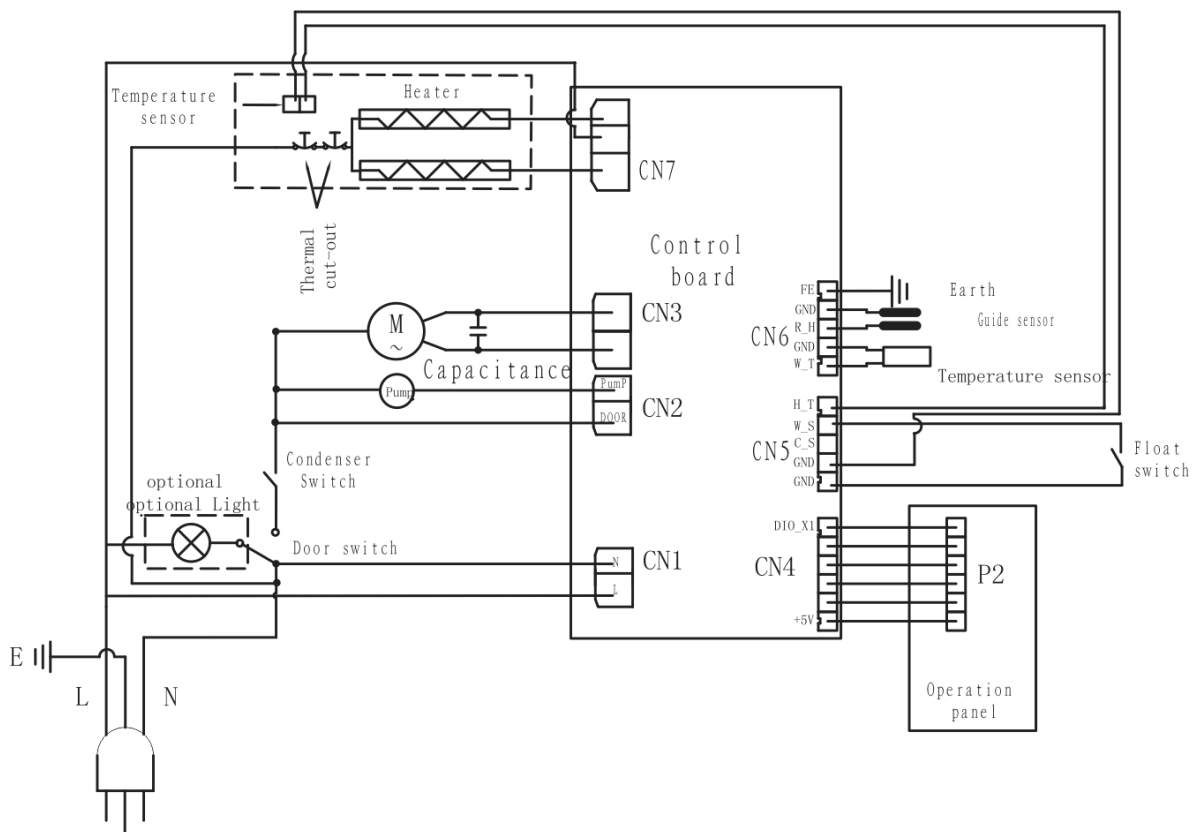 Temperature
sensor
Heater
CN7
Thermal
cut-out
Control
board
M
~
CN3
Capacitance
Pump
PumP
DOOR
CN2
FE
GND
R_H
GND
W_T
CN6
Earth
Guide sensor
Temperature sensor
H_T
W_S
C_S
GND
GND
CN5
Float
switch
Condenser
Switch
optional
optional Light
Door switch
N
L
CN1
DIO_X1
+5V
CN4
P2
Operation
panel
E
L
N